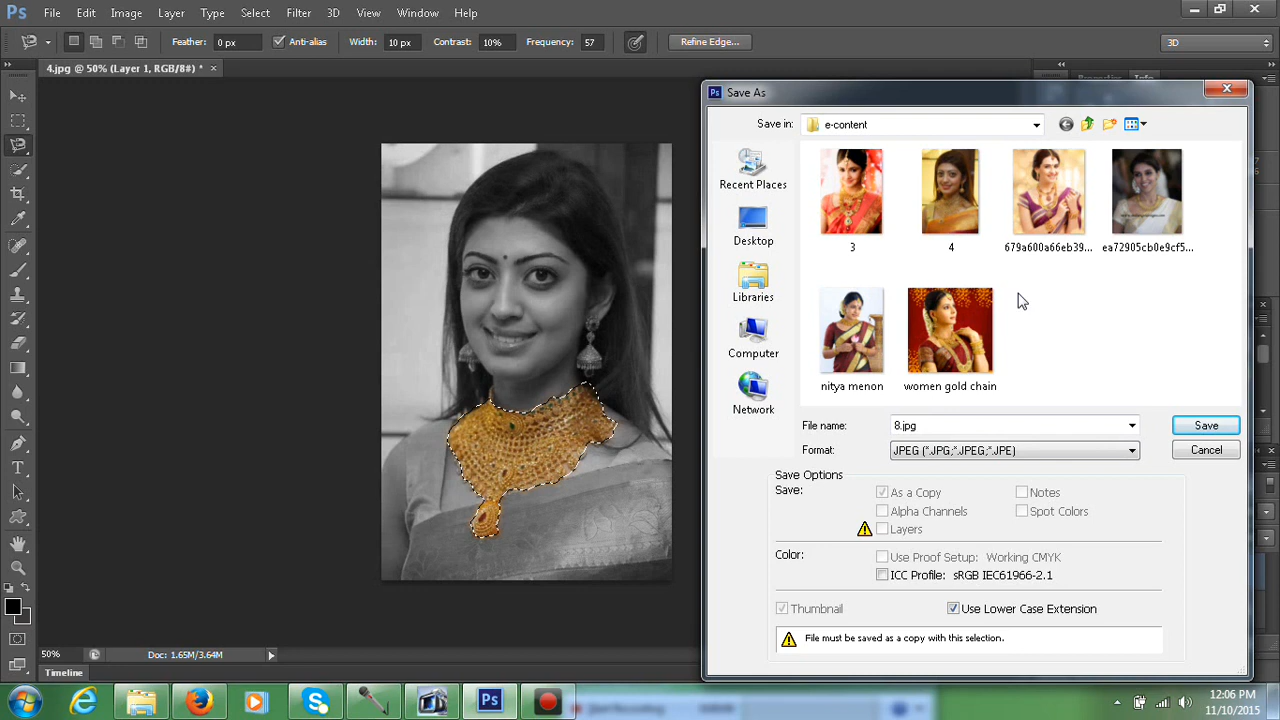 Ps File Edit Image Layer Type Select Filter 3D View Window Help
Feather: 0 px Anti-alias Width: 10 px Contrast: 10% Frequency: 57 Refine Edge... 3D
4.jpg @ 50% (Layer 1, RGB/8#) * ×
Ps Save As
Properties Info
Save in: e-content
Recent Places
Desktop
Libraries
Computer
Network
3 4 679a600a66eb39... ea72905cb0e9cf5...
nitya menon women gold chain
File name: 8.jpg Save
Format: JPEG (*.JPG;*.JPEG;*.JPE) Cancel
Save Options
Save: As a Copy Notes
Alpha Channels Spot Colors
Layers
Color: Use Proof Setup: Working CMYK
ICC Profile: sRGB IEC61966-2.1
Thumbnail Use Lower Case Extension
File must be saved as a copy with this selection.
50% Doc: 1.65M/3.64M
Timeline
Start Recording
12:06 PM
11/10/2015